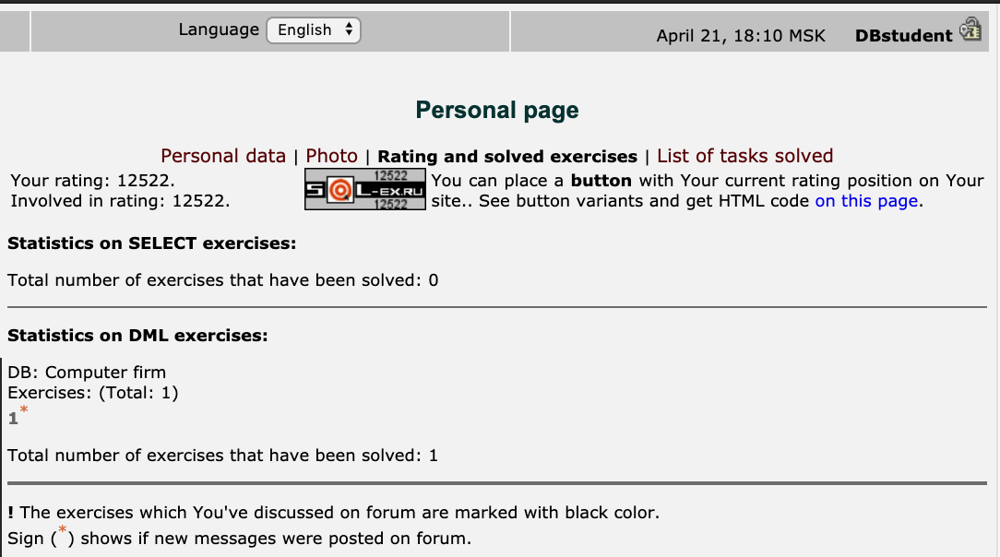 Language English April 21, 18:10 MSK DBstudent
Personal page
Personal data | Photo | Rating and solved exercises | List of tasks solved
Your rating: 12522.
Involved in rating: 12522.
12522
SQL-EX.RU
12522
You can place a button with Your current rating position on Your
site.. See button variants and get HTML code on this page.
Statistics on SELECT exercises:
Total number of exercises that have been solved: 0
Statistics on DML exercises:
DB: Computer firm
Exercises: (Total: 1)
1*
Total number of exercises that have been solved: 1
! The exercises which You've discussed on forum are marked with black color.
Sign (*) shows if new messages were posted on forum.